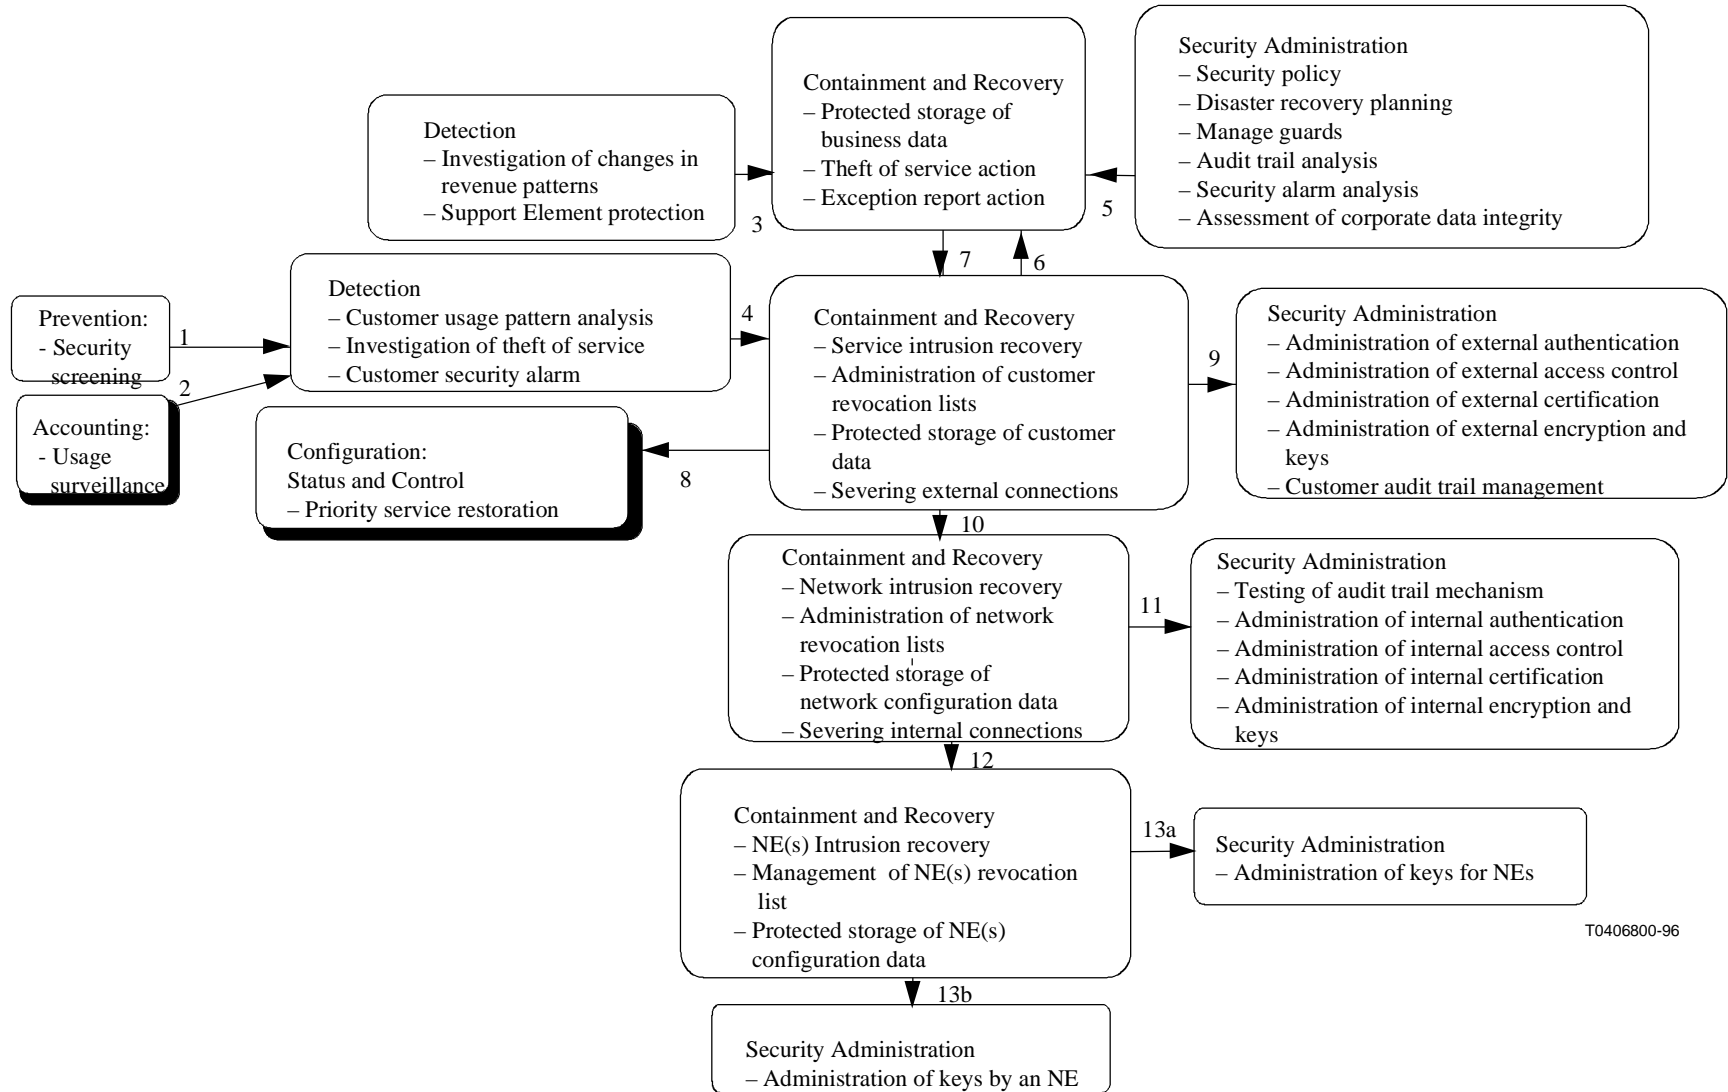 Containment and Recovery
– Protected storage of
business data
– Theft of service action
– Exception report action
Security Administration
– Security policy
– Disaster recovery planning
– Manage guards
– Audit trail analysis
– Security alarm analysis
– Assessment of corporate data integrity
Detection
– Investigation of changes in
revenue patterns
– Support Element protection
3
5
7
6
Prevention:
- Security
screening
1
2
Accounting:
- Usage
surveillance
Detection
– Customer usage pattern analysis
– Investigation of theft of service
– Customer security alarm
4
Containment and Recovery
– Service intrusion recovery
– Administration of customer
revocation lists
– Protected storage of customer
data
– Severing external connections
9
Security Administration
– Administration of external authentication
– Administration of external access control
– Administration of external certification
– Administration of external encryption and
keys
– Customer audit trail management
Configuration:
Status and Control
– Priority service restoration
8
10
Containment and Recovery
– Network intrusion recovery
– Administration of network
revocation lists
– Protected storage of
network configuration data
– Severing internal connections
11
Security Administration
– Testing of audit trail mechanism
– Administration of internal authentication
– Administration of internal access control
– Administration of internal certification
– Administration of internal encryption and
keys
12
Containment and Recovery
– NE(s) Intrusion recovery
– Management of NE(s) revocation
list
– Protected storage of NE(s)
configuration data
13a
Security Administration
– Administration of keys for NEs
T0406800-96
13b
Security Administration
– Administration of keys by an NE